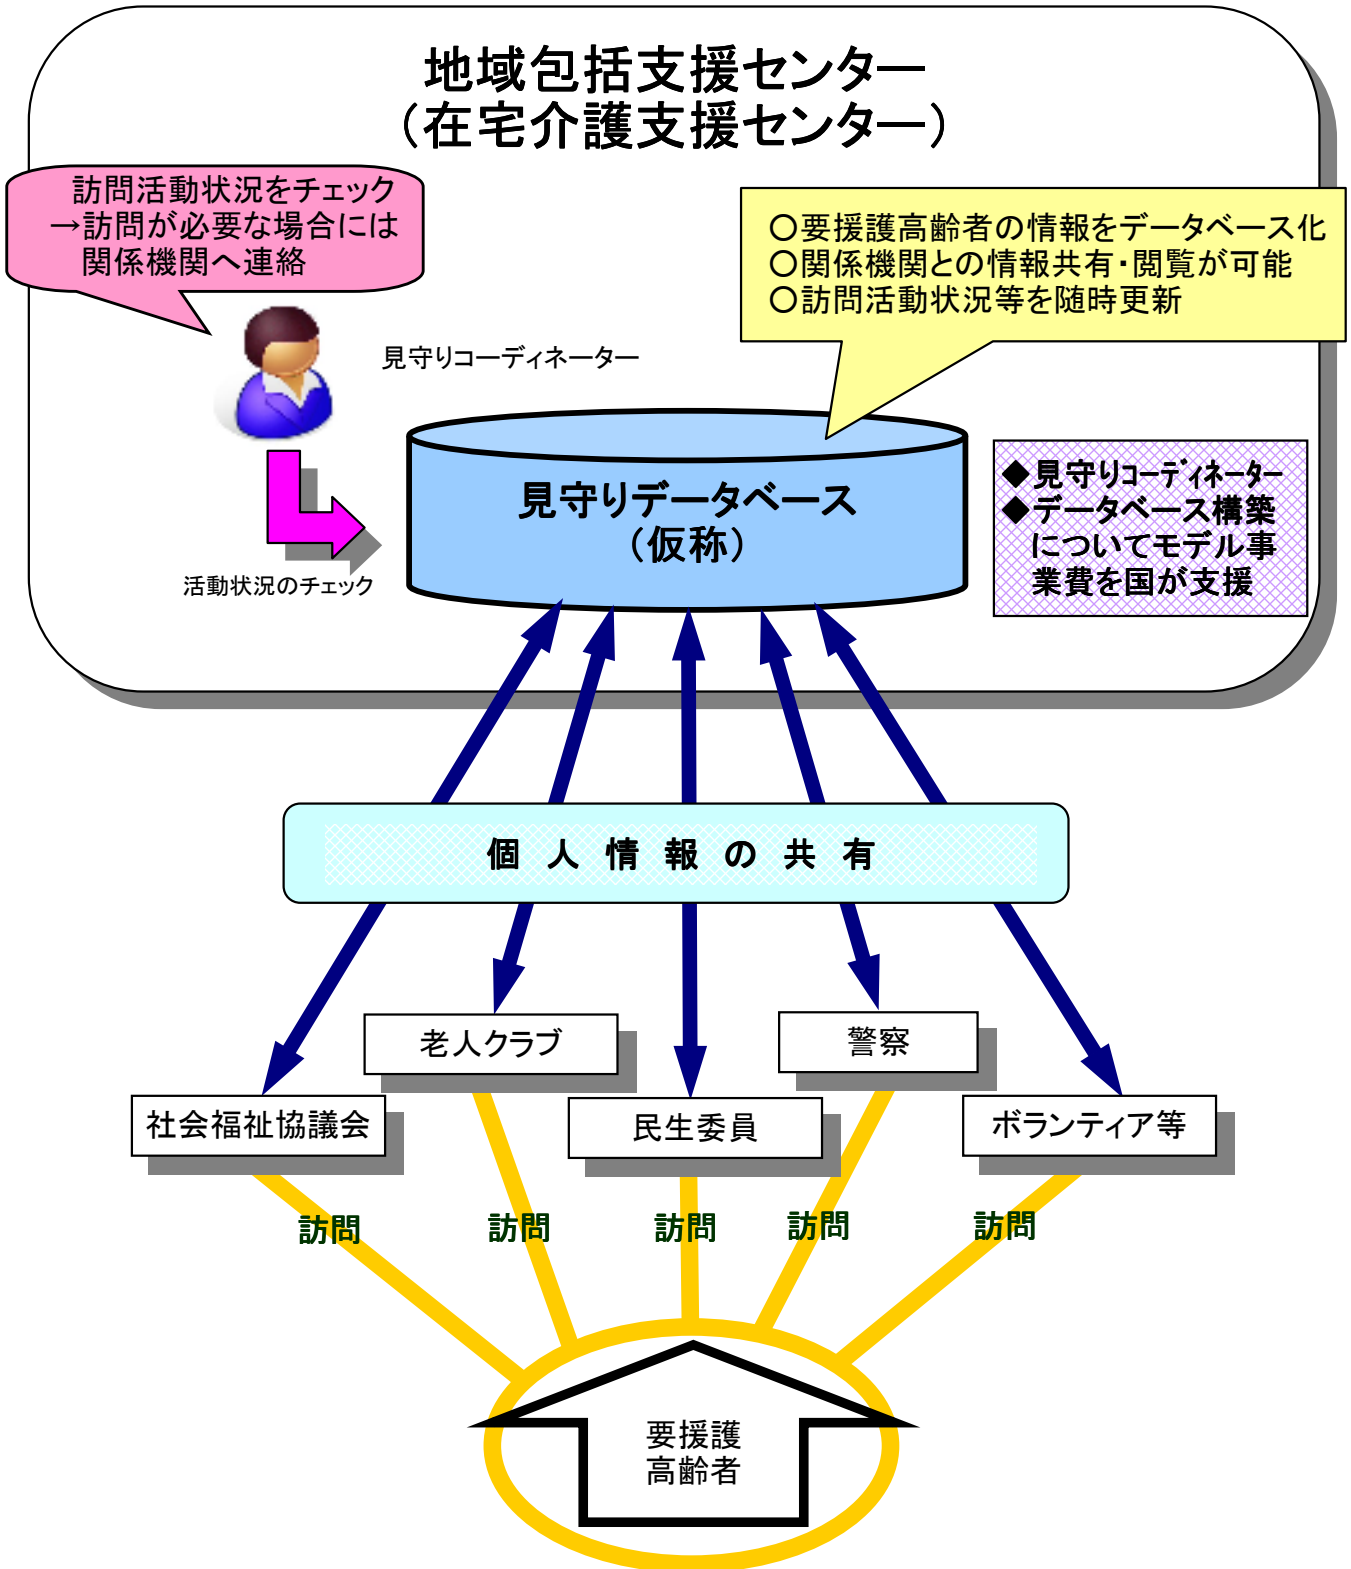 地域包括支援センター
（在宅介護支援センター）
訪問活動状況をチェック
→訪問が必要な場合には
関係機関へ連絡
○要援護高齢者の情報をデータベース化
○関係機関との情報共有・閲覧が可能
○訪問活動状況等を随時更新
見守りコーディネーター
見守りデータベース
（仮称）
◆見守りｺｰﾃﾞｨﾈｰﾀｰ
◆データベース構築
についてモデル事
業費を国が支援
活動状況のチェック
個人情報の共有
老人クラブ
警察
社会福祉協議会
民生委員
ボランティア等
訪問
訪問
訪問
訪問
訪問
要援護
高齢者